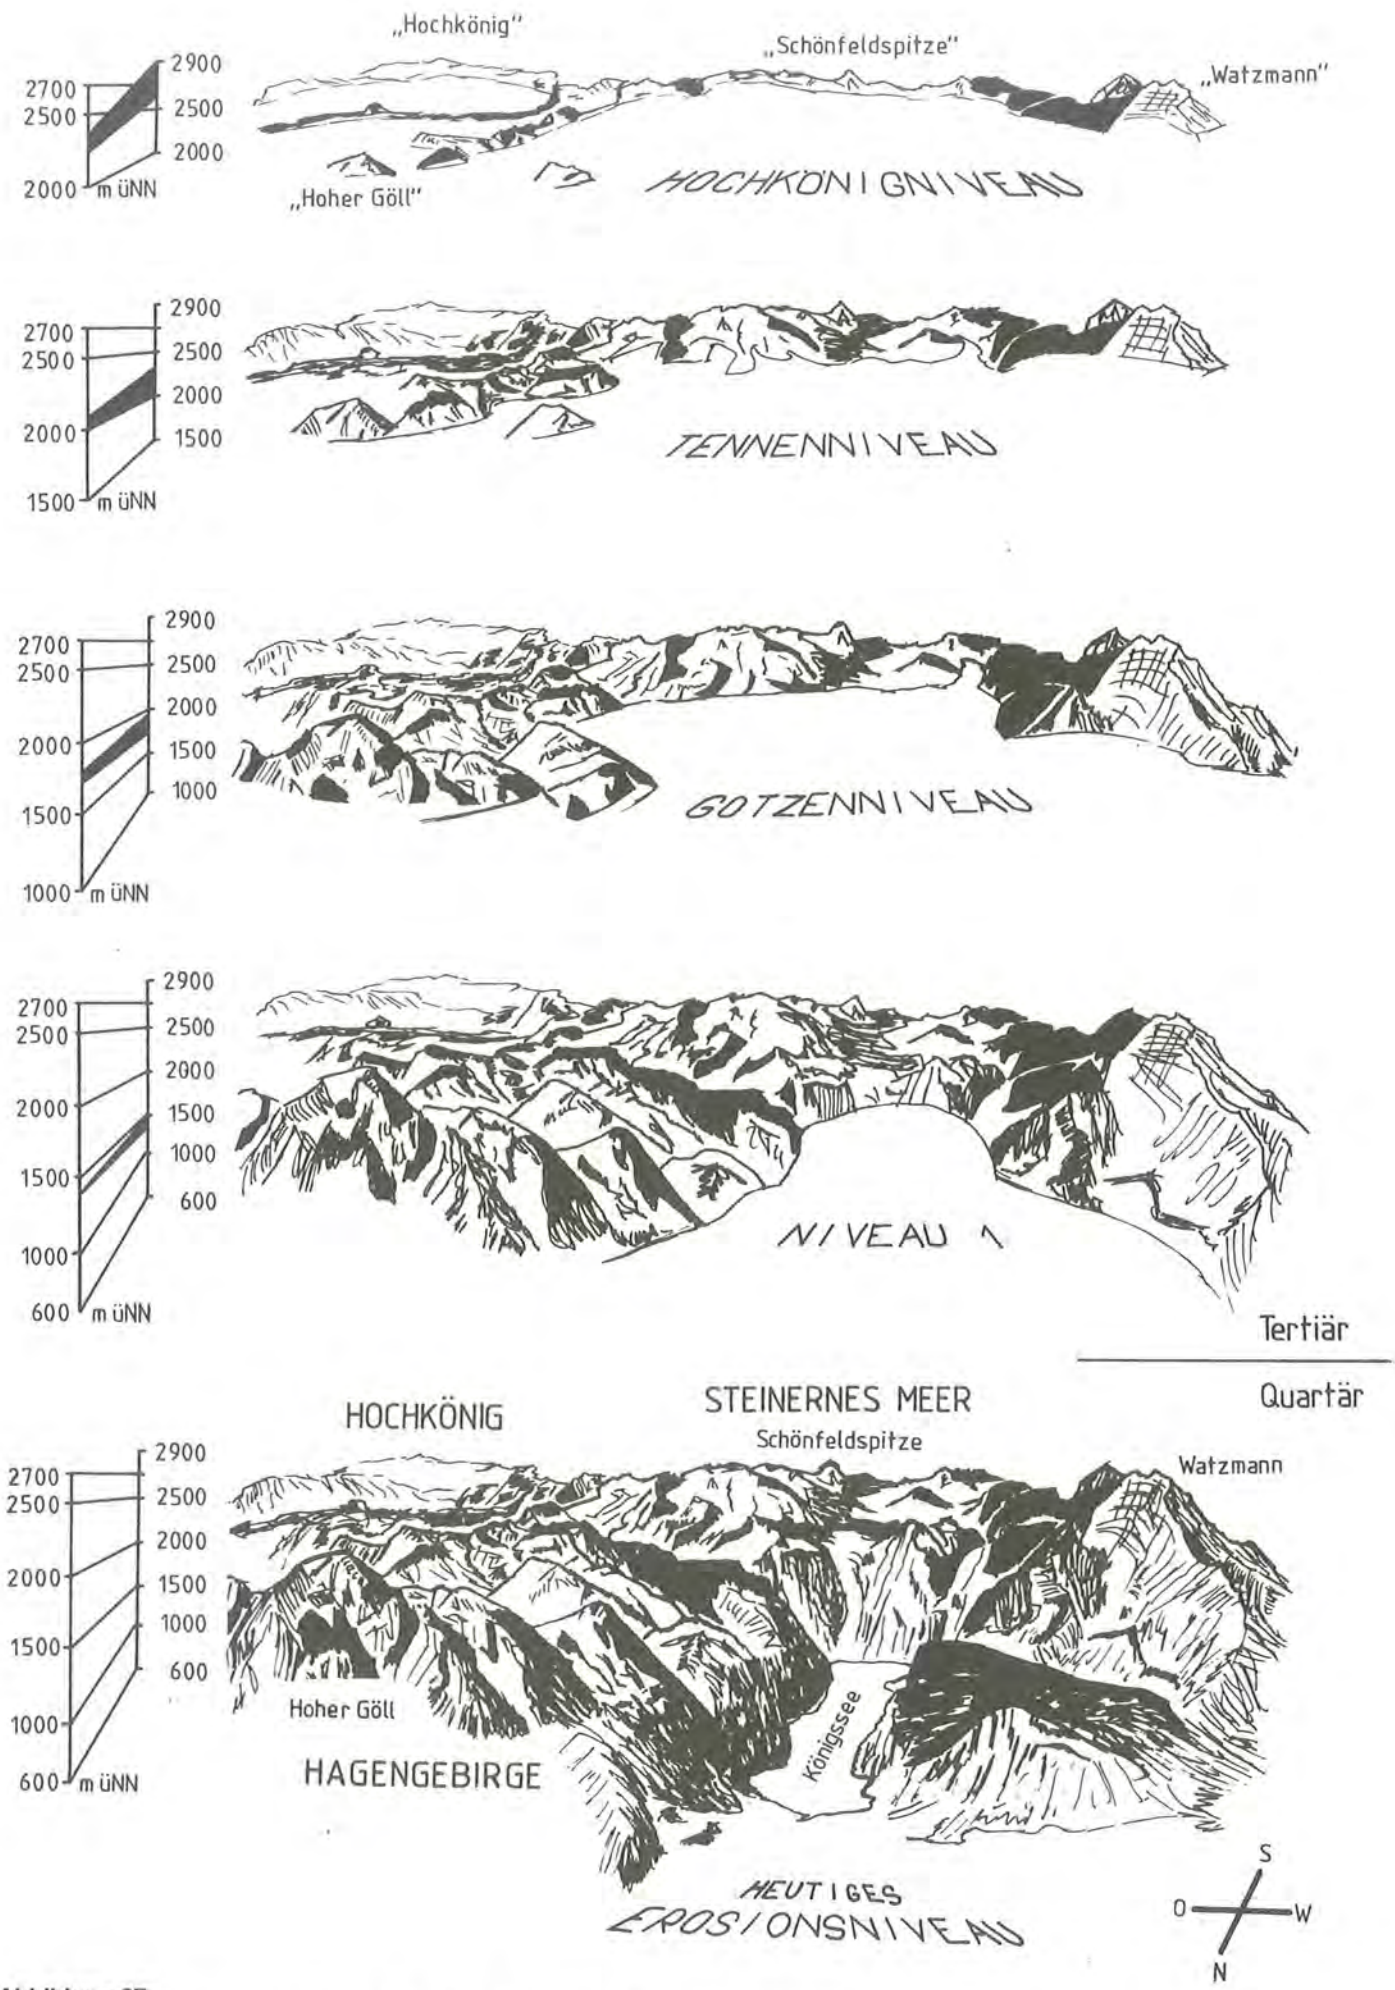 „Hochkönig"
„Schönfeldspitze"
„Watzmann"
2900
2700
2500
2500
2000
2000
m üNN
„Hoher Göll"
HOCHKÖNIGNIVEAU
2900
2700
2500
2500
2000
2000
1500
1500
m üNN
TENNENNIVEAU
2900
2700
2500
2500
2000
2000
1500
1500
1000
1000
m üNN
GOTZENNIVEAU
2900
2700
2500
2500
2000
2000
1500
1500
1000
1000
600
600
m üNN
NIVEAU 1
Tertiär
Quartär
HOCHKÖNIG
STEINERNES MEER
Schönfeldspitze
Watzmann
2900
2700
2500
2500
2000
2000
1500
1500
1000
1000
600
600
m üNN
Hoher Göll
HAGENGEBIRGE
Königssee
HEUTIGES
EROSIONSNIVEAU
S
O
W
N